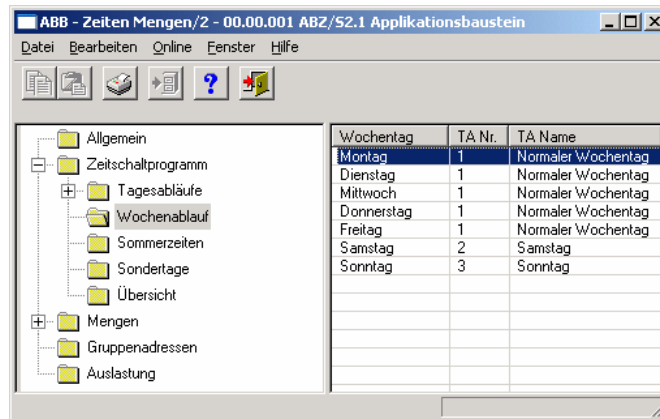 ABB - Zeiten Mengen/2 - 00.00.001 ABZ/S2.1 Applikationsbaustein
Datei Bearbeiten Online Fenster Hilfe
Allgemein
Zeitschaltprogramm
Tagesabläufe
Wochenablauf
Sommerzeiten
Sondertage
Übersicht
Mengen
Gruppenadressen
Auslastung
Wochentag TA Nr. TA Name
Montag 1 Normaler Wochentag
Dienstag 1 Normaler Wochentag
Mittwoch 1 Normaler Wochentag
Donnerstag 1 Normaler Wochentag
Freitag 1 Normaler Wochentag
Samstag 2 Samstag
Sonntag 3 Sonntag